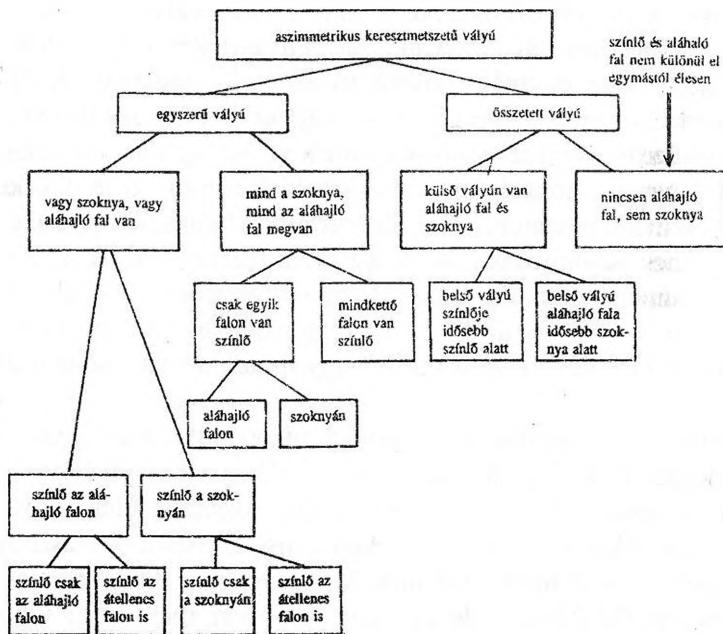 aszimmetrikus keresztmetszetű vályú
színlő és aláhaló
fal nem különül el
egymástól élesen
egyszerű vályú
összetett vályú
vagy szoknya, vagy
aláhajló fal van
mind a szoknya,
mind az aláhajló
fal megvan
külső vályún van
aláhajló fal és
szoknya
nincsen aláhajló
fal, sem szoknya
csak egyik
falon van
színlő
mindkettő
falon van
színlő
belső vályú
színlője
idősebb
színlő alatt
belső vályú
aláhajló fala
idősebb szok-
nya alatt
aláhajló
falon
szoknyán
színlő az alá-
hajló falon
színlő a szok-
nyán
színlő csak
az aláhajló
falon
színlő az
átellenes
falon is
színlő csak
a szoknyán
színlő az
átellenes
falon is